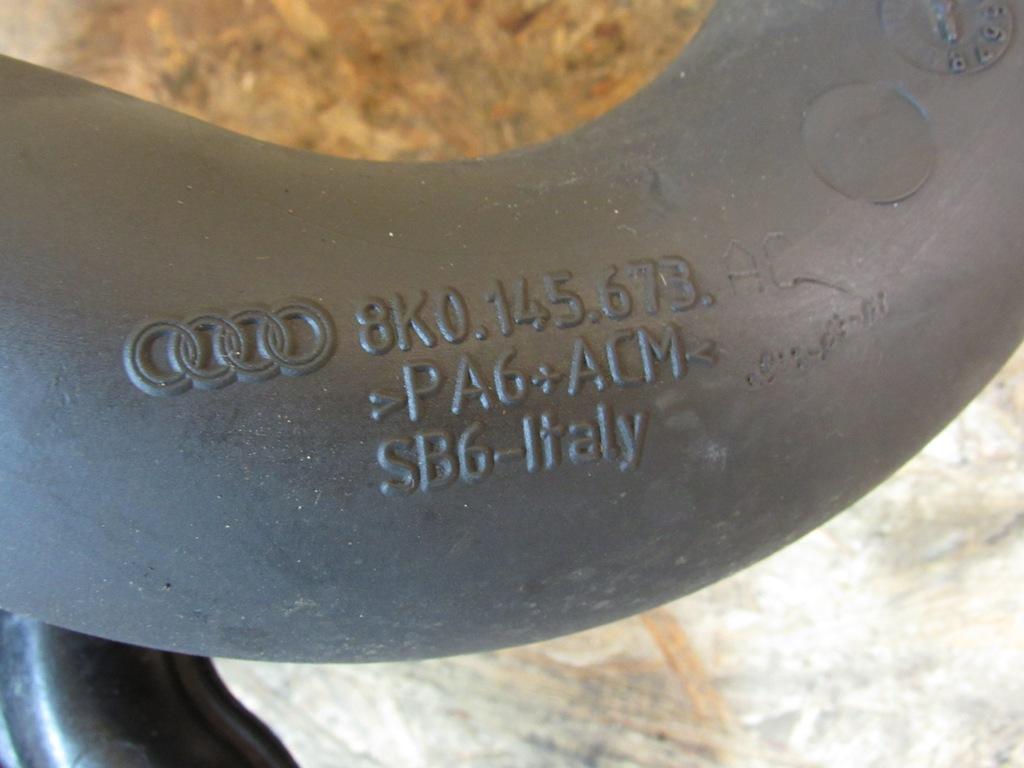 8K0.145.673. AC
>PA6+ACM<
SB6-Italy